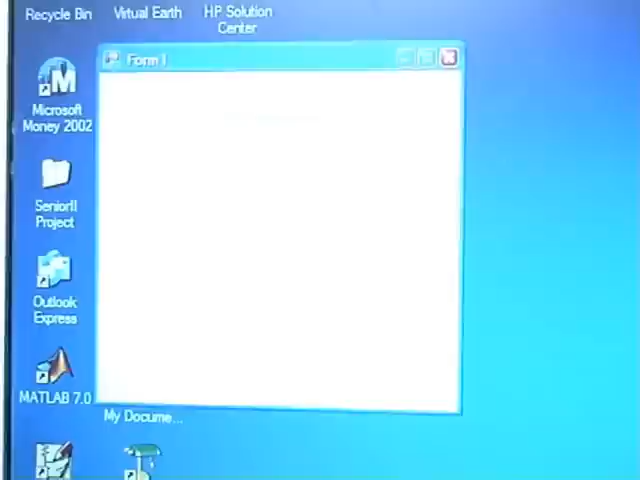 Recycle Bin
Virtual Earth
HP Solution
Center
Form1
Microsoft
Money 2002
SeniorII
Project
Outlook
Express
MATLAB 7.0
My Docume...